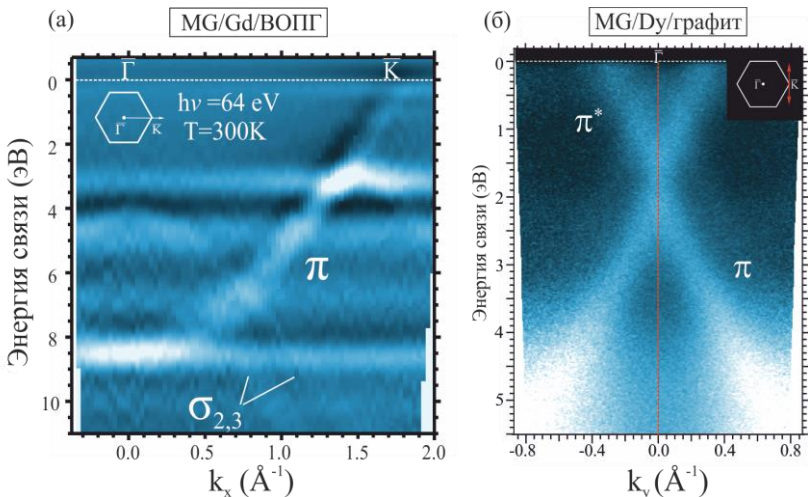 (а) MG/Gd/ВОПГ
Γ̅ K̅
hν =64 eV
T=300K
Γ̅ K̅
π
σ2,3
Энергия связи (эВ)
0
2
4
6
8
10
0.0 0.5 1.0 1.5 2.0
kx (Å-1)
(б) MG/Dy/графит
Γ̅
Γ̅ K̅
π*
π
Энергия связи (эВ)
0
1
2
3
4
5
-0.8 -0.4 0.0 0.4 0.8
ky (Å-1)